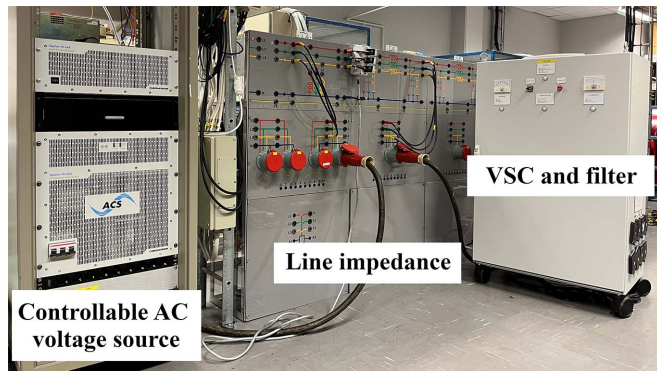 ACS
VSC and filter
Line impedance
Controllable AC
voltage source